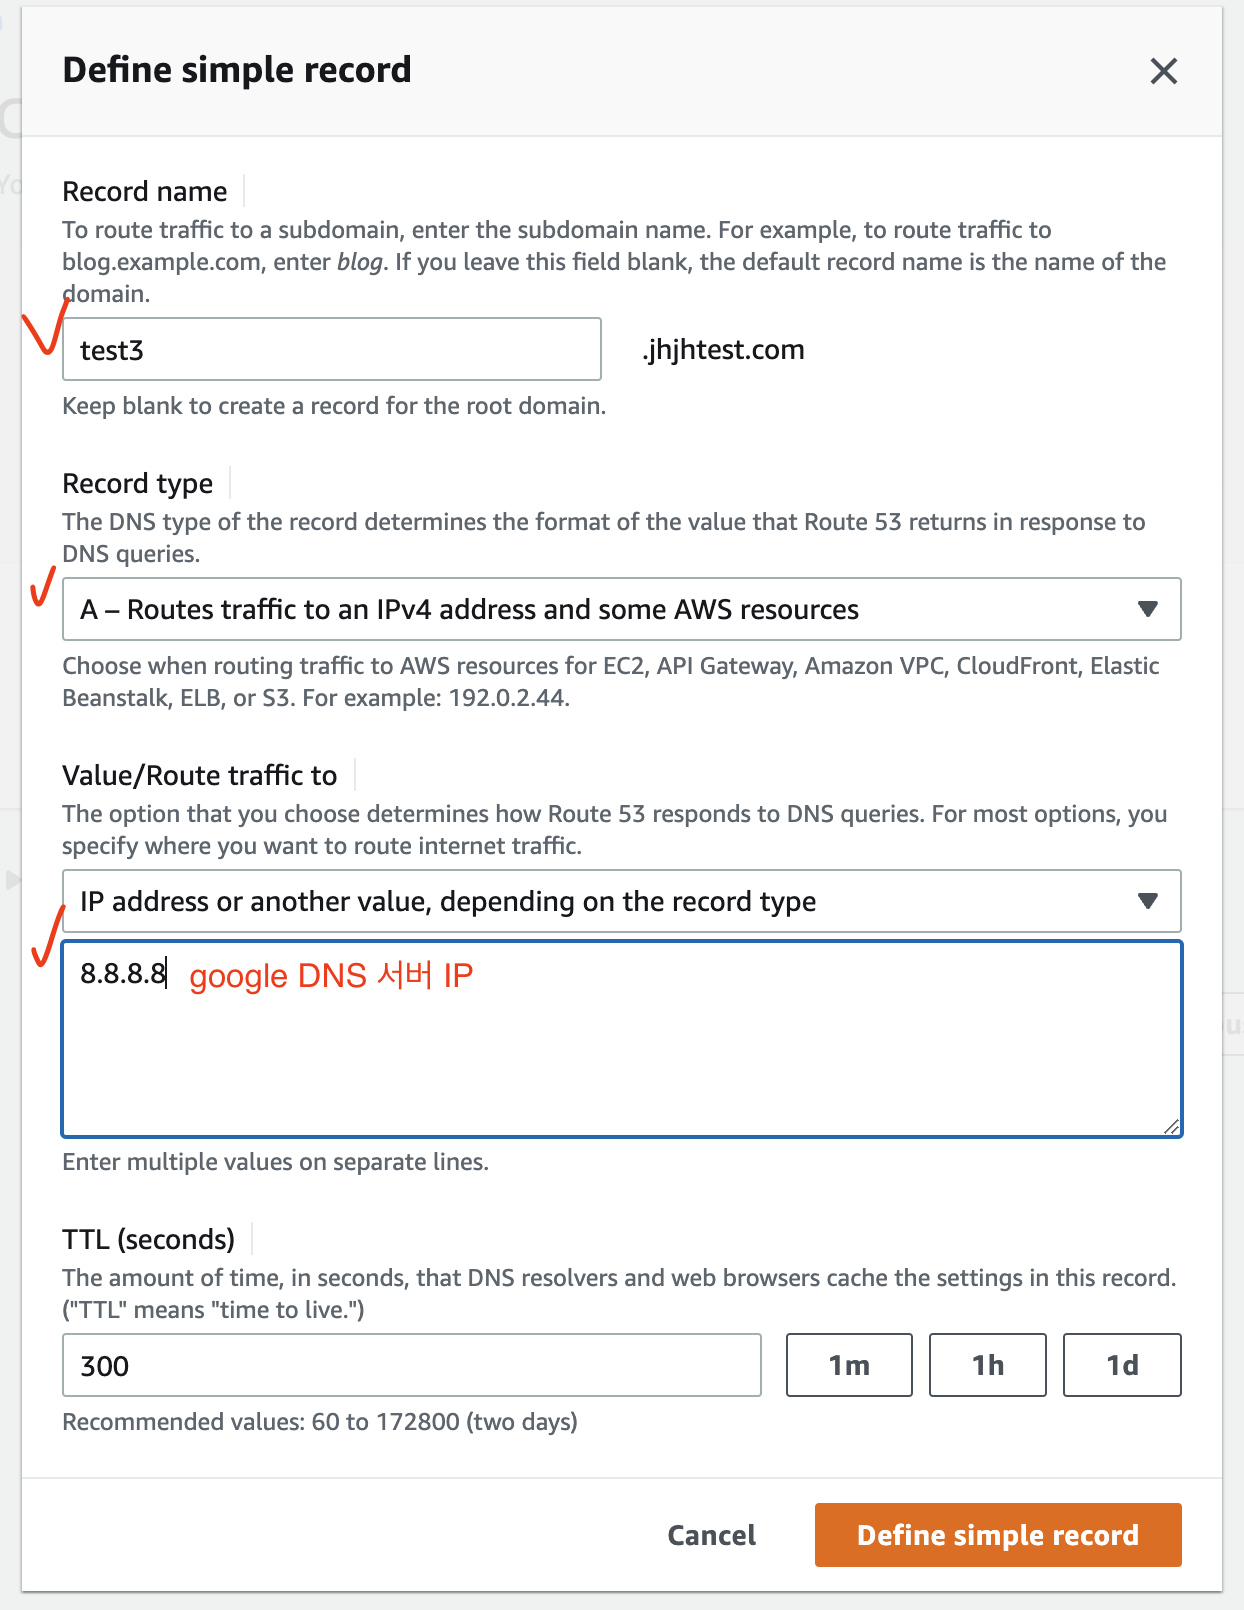 Define simple record
Record name
To route traffic to a subdomain, enter the subdomain name. For example, to route traffic to
blog.example.com, enter blog. If you leave this field blank, the default record name is the name of the
domain.
test3
.jhjhtest.com
Keep blank to create a record for the root domain.
Record type
The DNS type of the record determines the format of the value that Route 53 returns in response to
DNS queries.
A – Routes traffic to an IPv4 address and some AWS resources
Choose when routing traffic to AWS resources for EC2, API Gateway, Amazon VPC, CloudFront, Elastic
Beanstalk, ELB, or S3. For example: 192.0.2.44.
Value/Route traffic to
The option that you choose determines how Route 53 responds to DNS queries. For most options, you
specify where you want to route internet traffic.
IP address or another value, depending on the record type
8.8.8.8 google DNS 서버 IP
Enter multiple values on separate lines.
TTL (seconds)
The amount of time, in seconds, that DNS resolvers and web browsers cache the settings in this record.
("TTL" means "time to live.")
300
1m
1h
1d
Recommended values: 60 to 172800 (two days)
Cancel
Define simple record